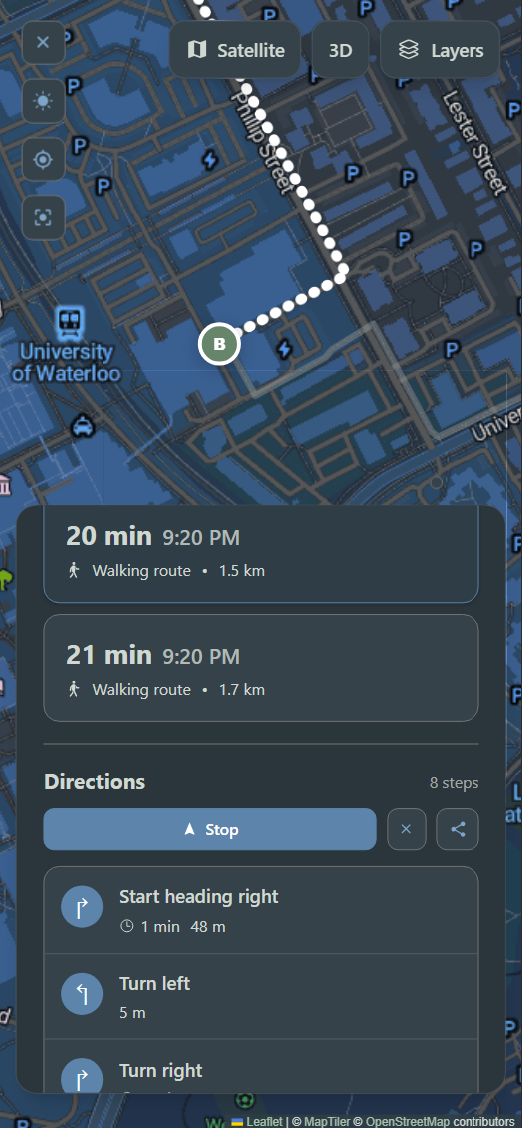 Satellite
3D
Layers
Phillip Street
Lester Street
P
P
P
P
P
P
P
P
P
P
P
P
University
of Waterloo
B
Univer
20 min 9:20 PM
Walking route • 1.5 km
21 min 9:20 PM
Walking route • 1.7 km
Directions
8 steps
Stop
Start heading right
1 min 48 m
Turn left
5 m
Turn right
Leaflet | © MapTiler © OpenStreetMap contributors